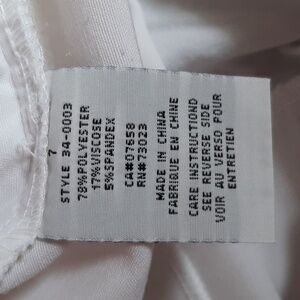 7
STYLE 34-0003
78%POLYESTER
17%VISCOSE
5%SPANDEX
CA#07658
RN#73023
MADE IN CHINA
FABRIQUE EN CHINE
CARE INSTRUCTIOND
SEE REVERSE SIDE
VOIR AU VERSO POUR
ENTRETIEN